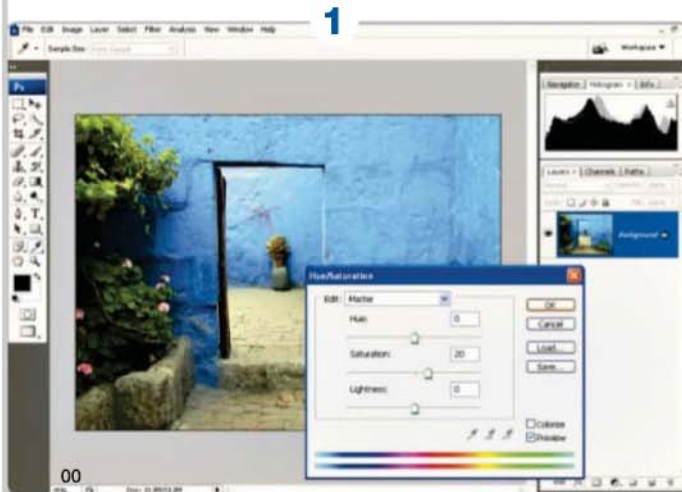 1
File Edit Image Layer Select Filter Analysis View Window Help
Sample Size:
Workspace
Ps
Navigator Histogram Info
Layers Channels Paths
Background
Hue/Saturation
Edit: Master
OK
Hue: 0
Cancel
Saturation: 20
Load...
Save...
Lightness: 0
Colorize
Preview
00